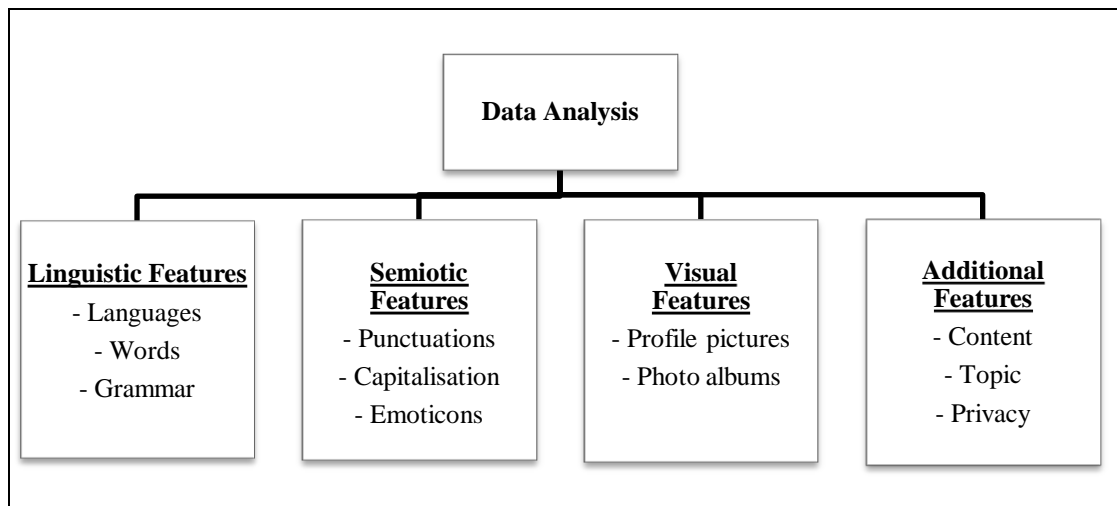 Data Analysis
Linguistic Features
- Languages
- Words
- Grammar
Semiotic
Features
- Punctuations
- Capitalisation
- Emoticons
Visual
Features
- Profile pictures
- Photo albums
Additional
Features
- Content
- Topic
- Privacy